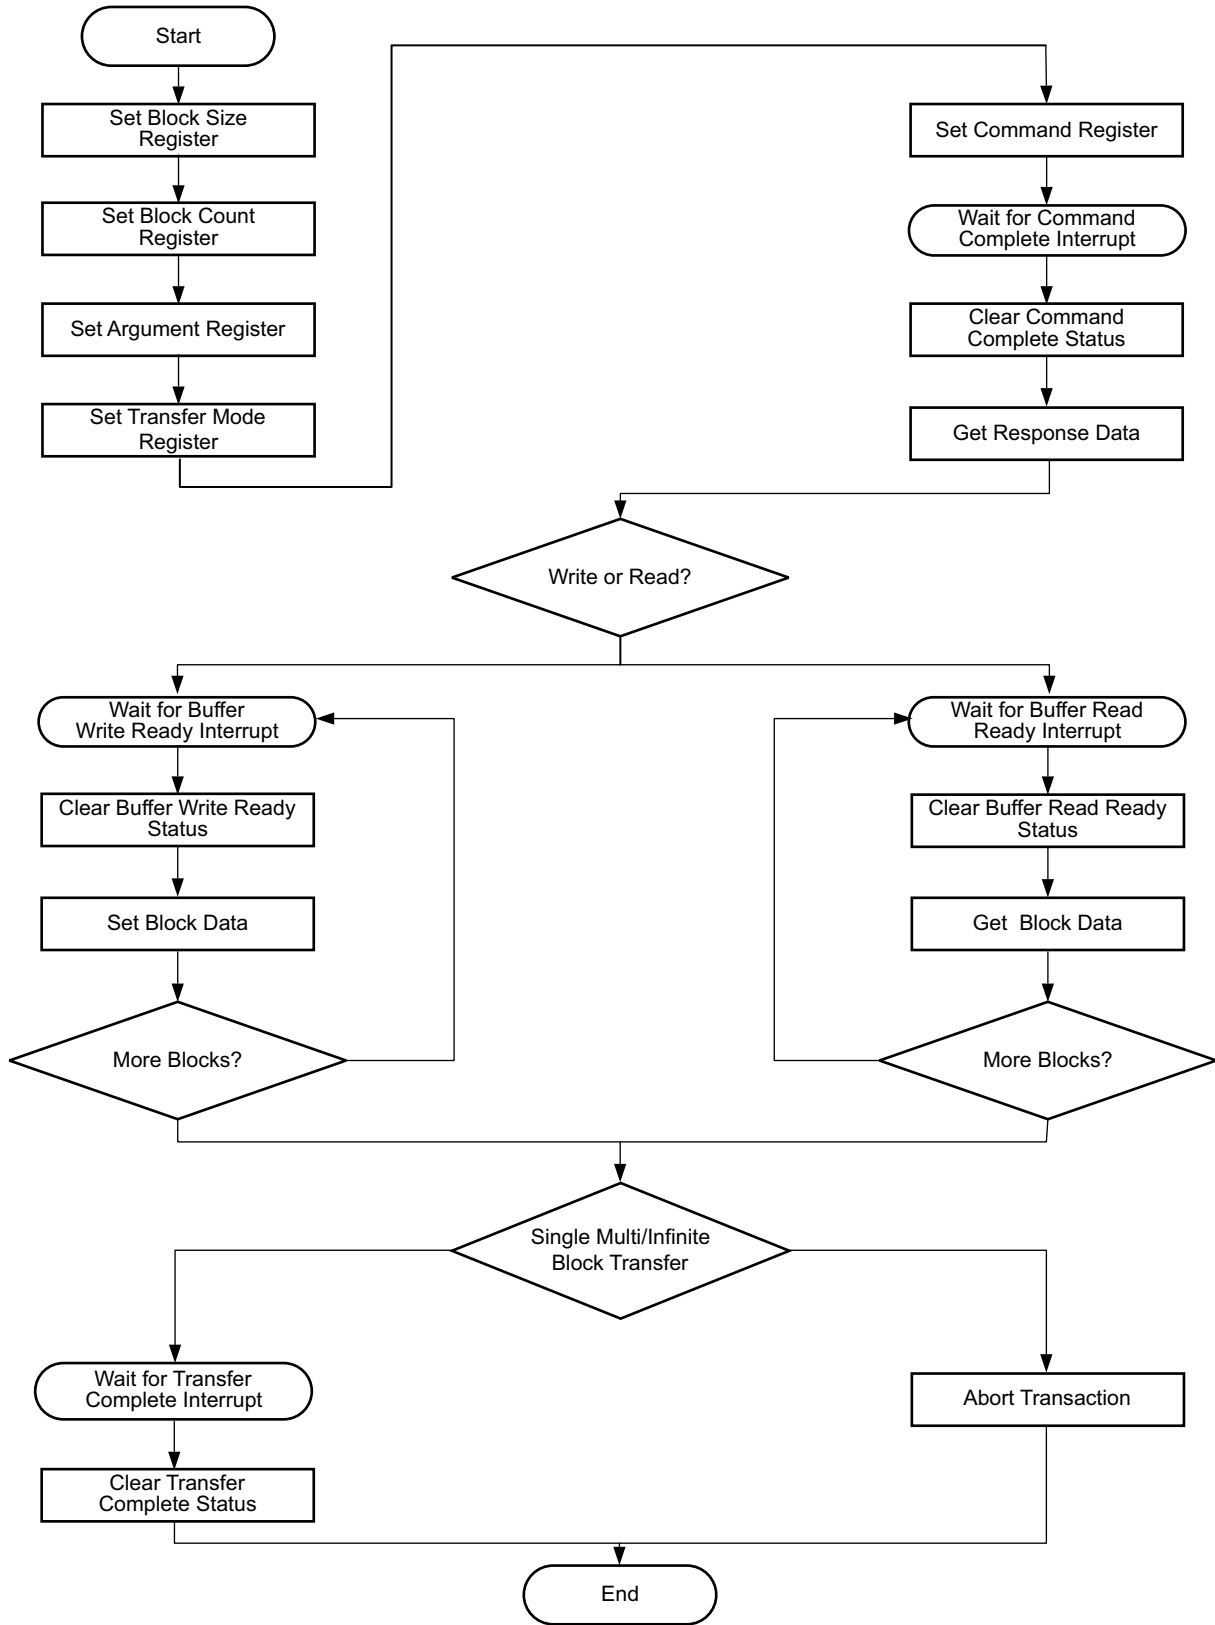 Start
Set Block Size
Register
Set Block Count
Register
Set Argument Register
Set Transfer Mode
Register
Set Command Register
Wait for Command
Complete Interrupt
Clear Command
Complete Status
Get Response Data
Write or Read?
Wait for Buffer
Write Ready Interrupt
Clear Buffer Write Ready
Status
Set Block Data
More Blocks?
Wait for Buffer Read
Ready Interrupt
Clear Buffer Read Ready
Status
Get Block Data
More Blocks?
Single Multi/Infinite
Block Transfer
Wait for Transfer
Complete Interrupt
Clear Transfer
Complete Status
Abort Transaction
End